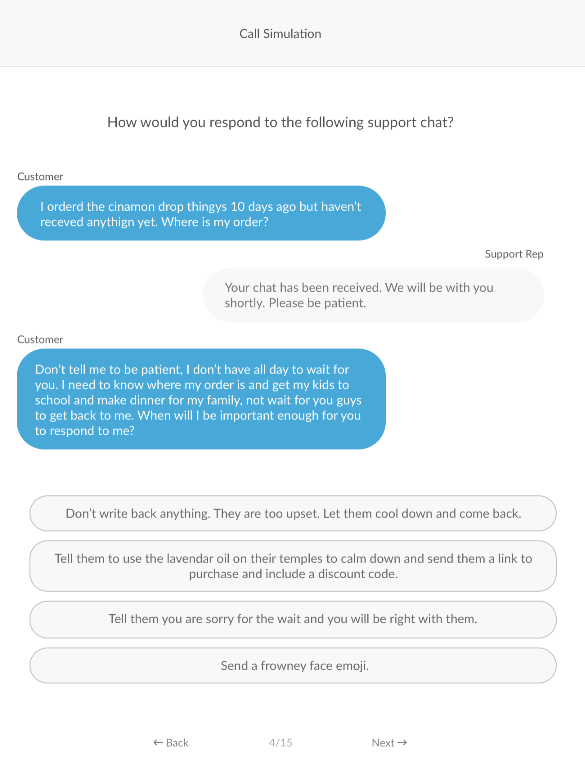 Call Simulation
How would you respond to the following support chat?
Customer
I orderd the cinamon drop thingys 10 days ago but haven't
receved anythign yet. Where is my order?
Support Rep
Your chat has been received. We will be with you
shortly. Please be patient.
Customer
Don't tell me to be patient, I don't have all day to wait for
you. I need to know where my order is and get my kids to
school and make dinner for my family, not wait for you guys
to get back to me. When will I be important enough for you
to respond to me?
Don't write back anything. They are too upset. Let them cool down and come back.
Tell them to use the lavendar oil on their temples to calm down and send them a link to
purchase and include a discount code.
Tell them you are sorry for the wait and you will be right with them.
Send a frowney face emoji.
← Back 4/15 Next →